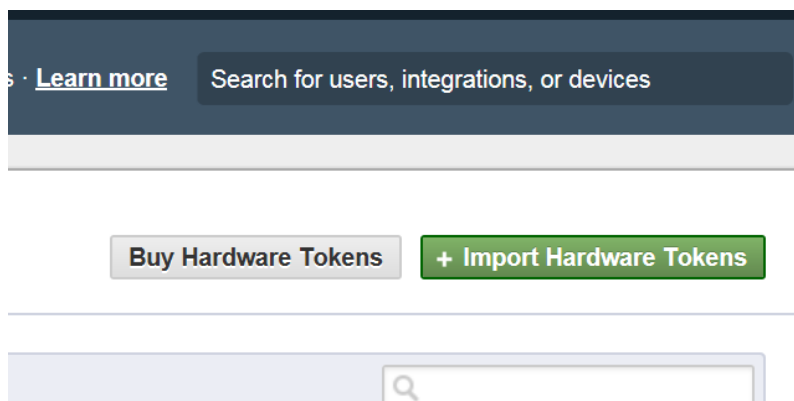 s · Learn more
Search for users, integrations, or devices
Buy Hardware Tokens
+ Import Hardware Tokens